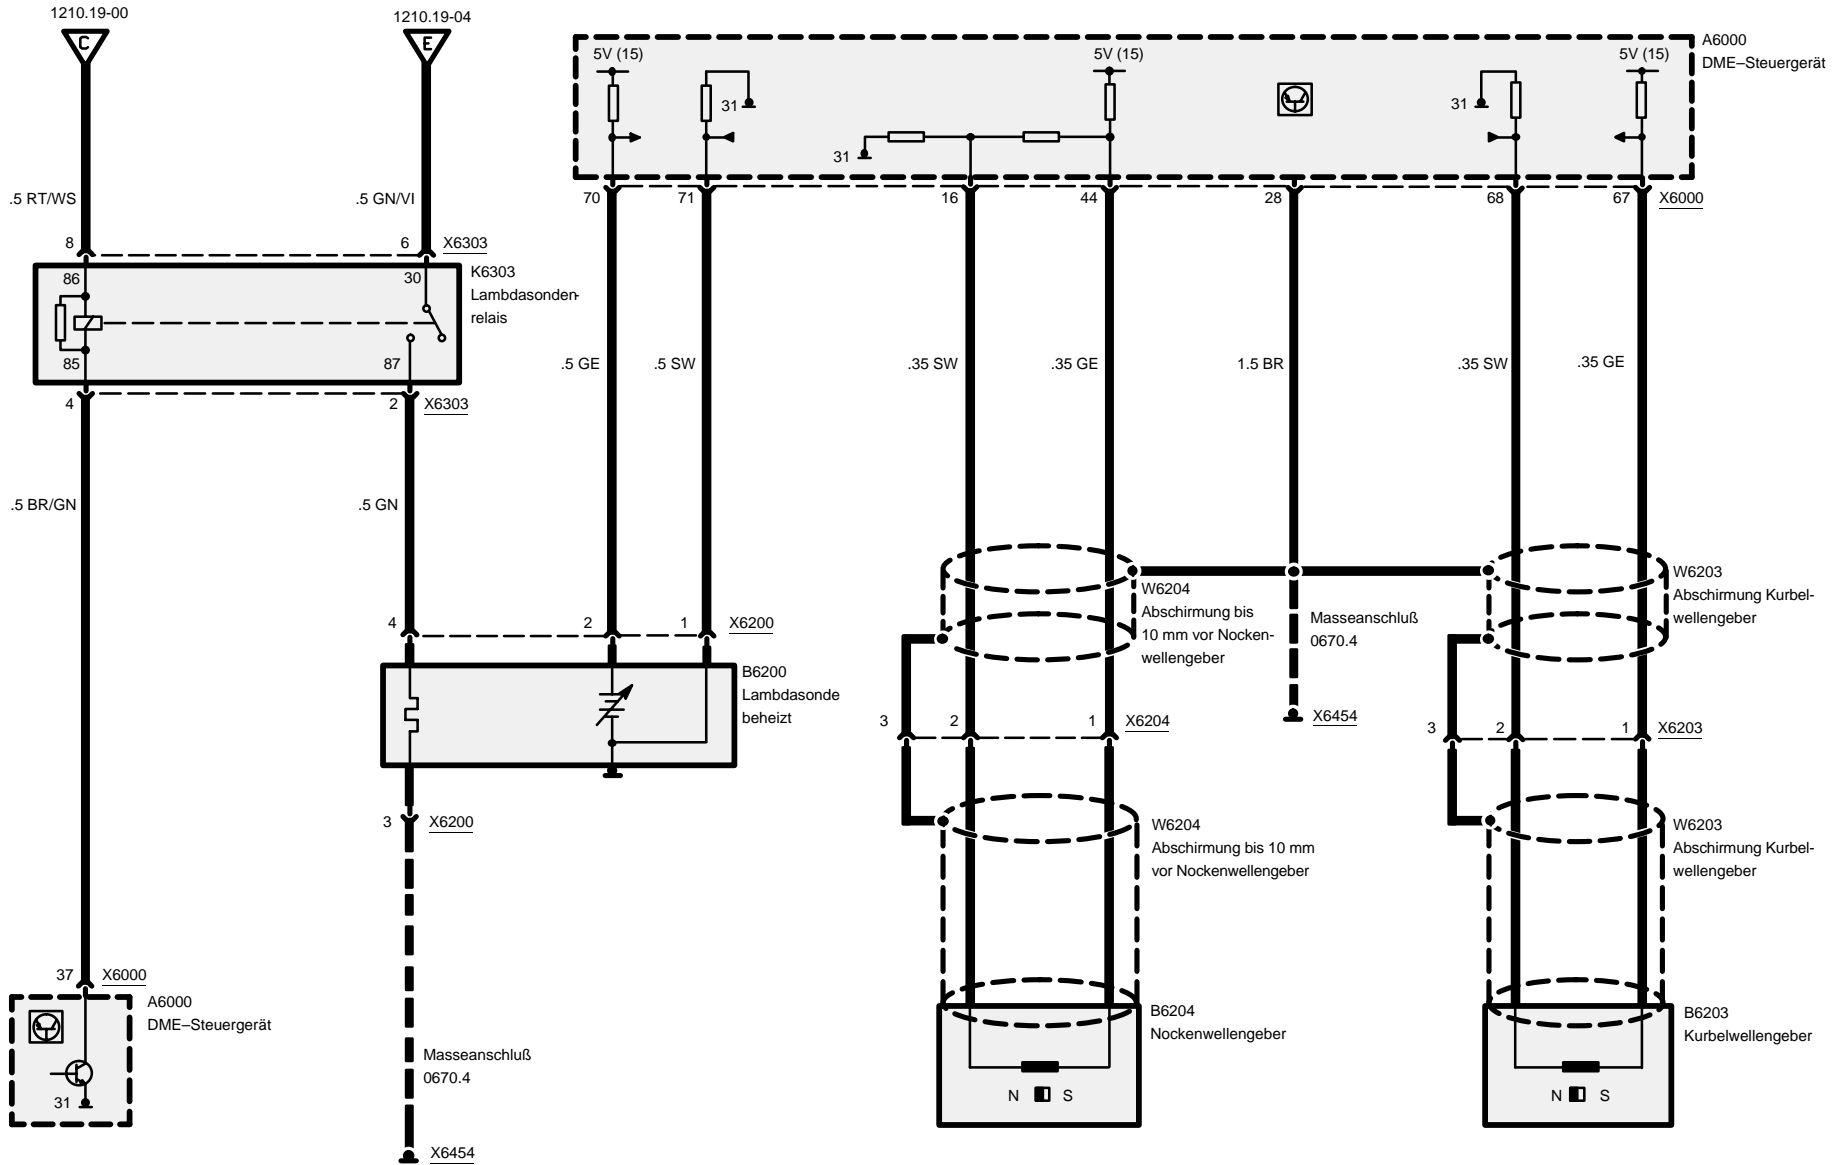 1210.19-00
1210.19-04
C
E
A6000
DME–Steuergerät
5V (15)
5V (15)
5V (15)
31
31
31
.5 RT/WS
.5 GN/VI
70
71
16
44
28
68
67
X6000
8
6
X6303
86
30
K6303
Lambdasonden-
relais
85
87
4
2
X6303
.5 GE
.5 SW
.35 SW
.35 GE
1.5 BR
.35 SW
.35 GE
.5 BR/GN
.5 GN
W6204
Abschirmung bis
10 mm vor Nocken-
wellengeber
Masseanschluß
0670.4
W6203
Abschirmung Kurbel-
wellengeber
4
2
1
X6200
B6200
Lambdasonde
beheizt
3
2
1
X6204
X6454
3
2
1
X6203
3
X6200
W6204
Abschirmung bis 10 mm
vor Nockenwellengeber
W6203
Abschirmung Kurbel-
wellengeber
37
X6000
A6000
DME–Steuergerät
31
Masseanschluß
0670.4
X6454
B6204
Nockenwellengeber
N
S
B6203
Kurbelwellengeber
N
S